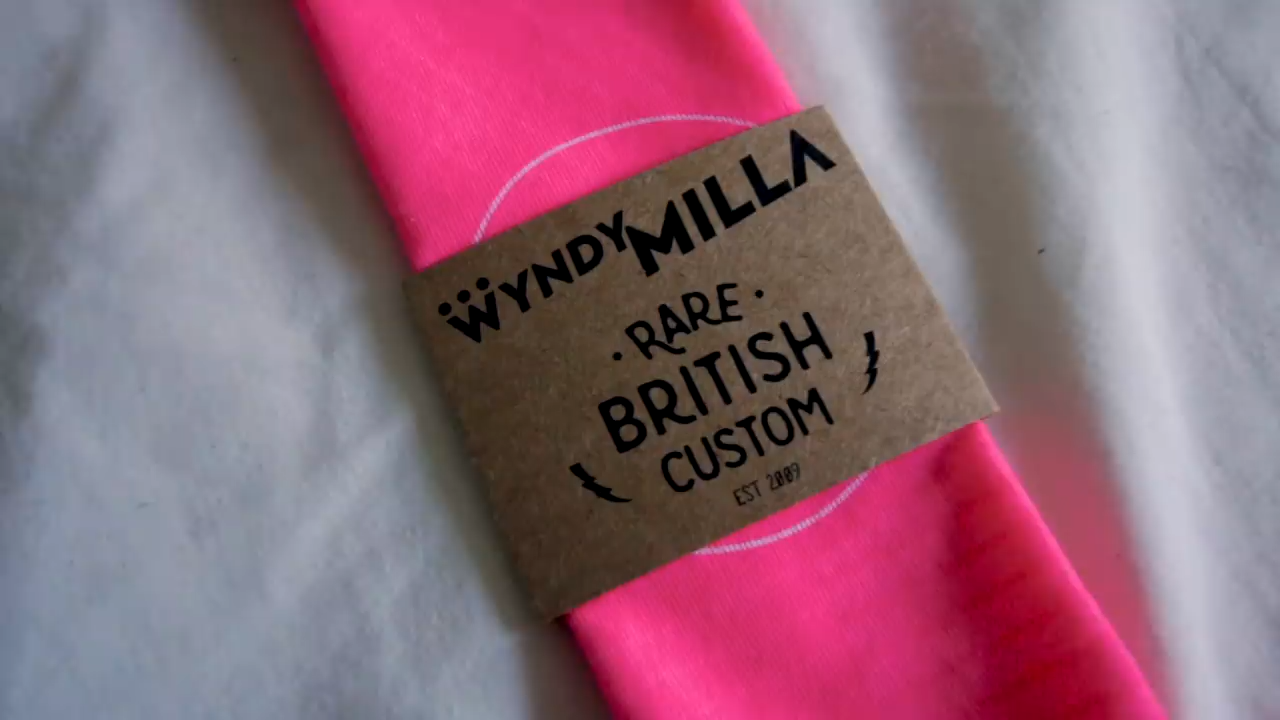 WYNDYMILLA
· RARE ·
BRITISH
CUSTOM
EST 2009